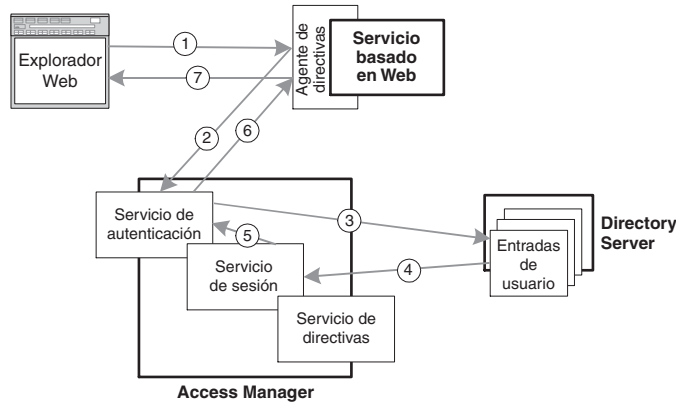 Explorador
Web
1
7
Agente de
directivas
Servicio
basado
en Web
2
6
Servicio de
autenticación
3
5
4
Servicio
de sesión
Servicio de
directivas
Access Manager
Entradas
de
usuario
Directory
Server